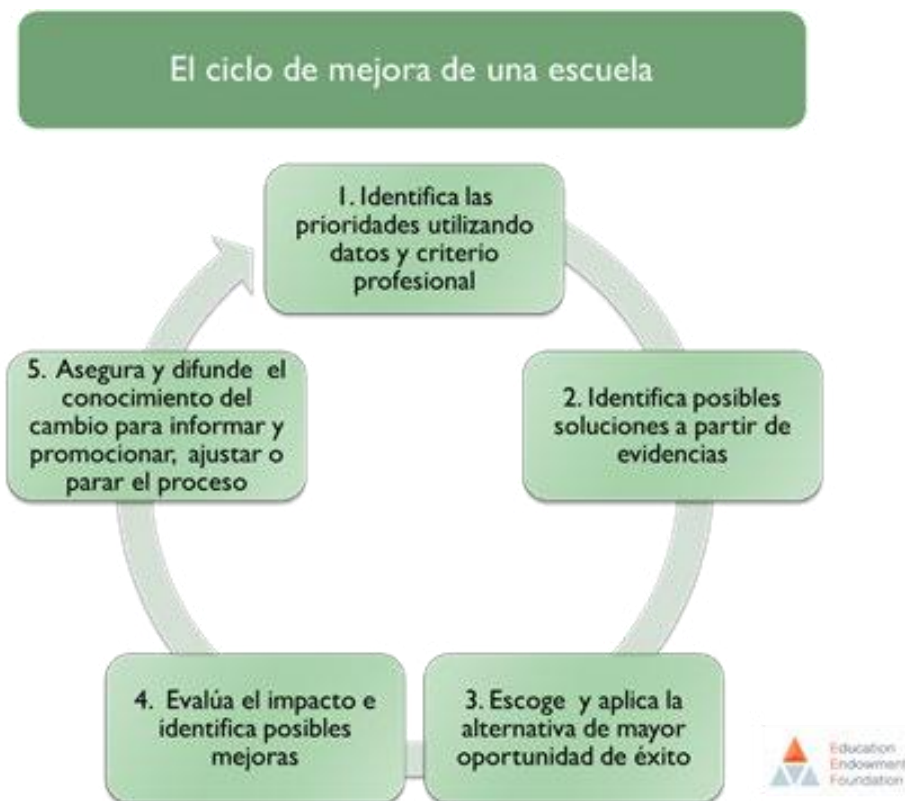 El ciclo de mejora de una escuela
1. Identifica las
prioridades utilizando
datos y criterio
profesional
2. Identifica posibles
soluciones a partir de
evidencias
3. Escoge y aplica la
alternativa de mayor
oportunidad de éxito
4. Evalúa el impacto e
identifica posibles
mejoras
5. Asegura y difunde el
conocimiento del
cambio para informar y
promocionar, ajustar o
parar el proceso
Education
Endowment
Foundation